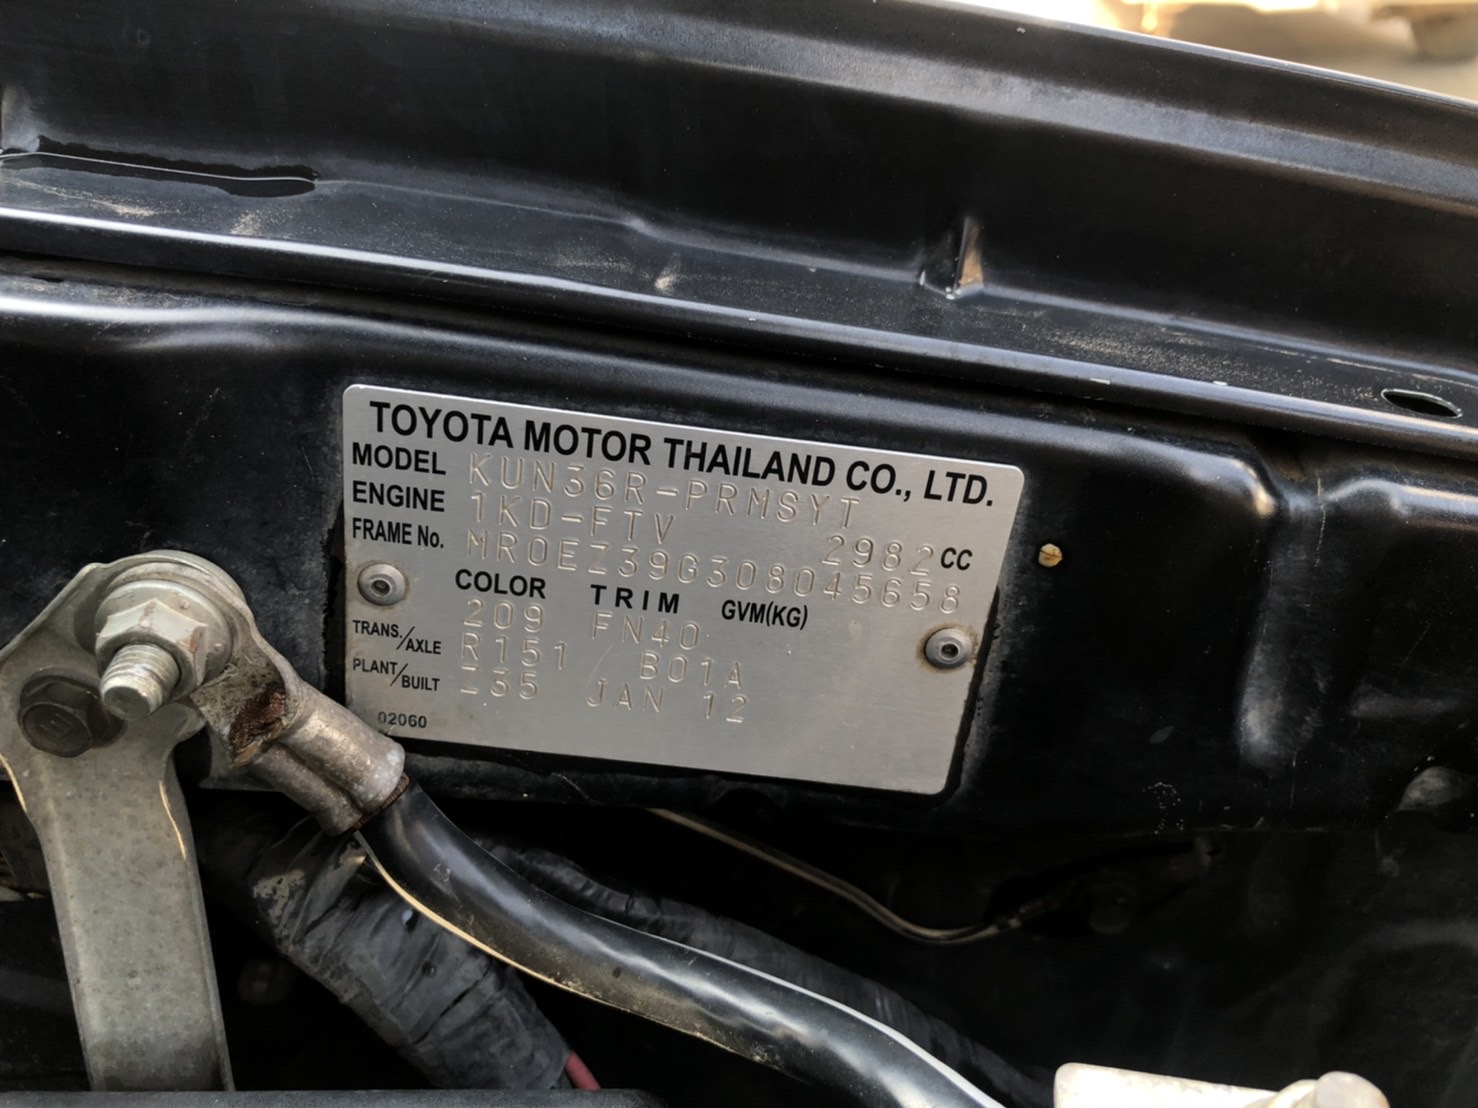 TOYOTA MOTOR THAILAND CO., LTD.
MODEL KUN36R-PRMSYT
ENGINE 1KD-FTV 2982 CC
FRAME No. MR0EZ39G308045658
COLOR TRIM GVM(KG)
209 FN40
TRANS./AXLE R151 / B01A
PLANT/BUILT Z35 JAN 12
02060